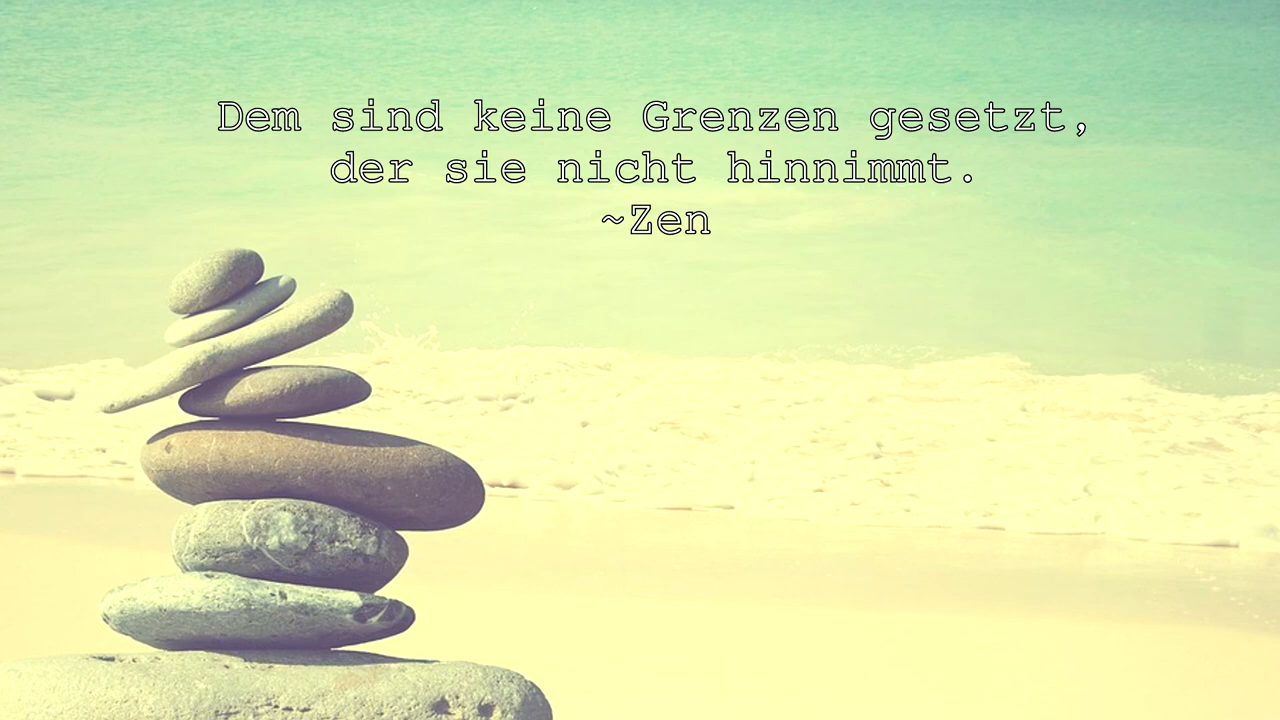 Dem sind keine Grenzen gesetzt,
der sie nicht hinnimmt.
~Zen